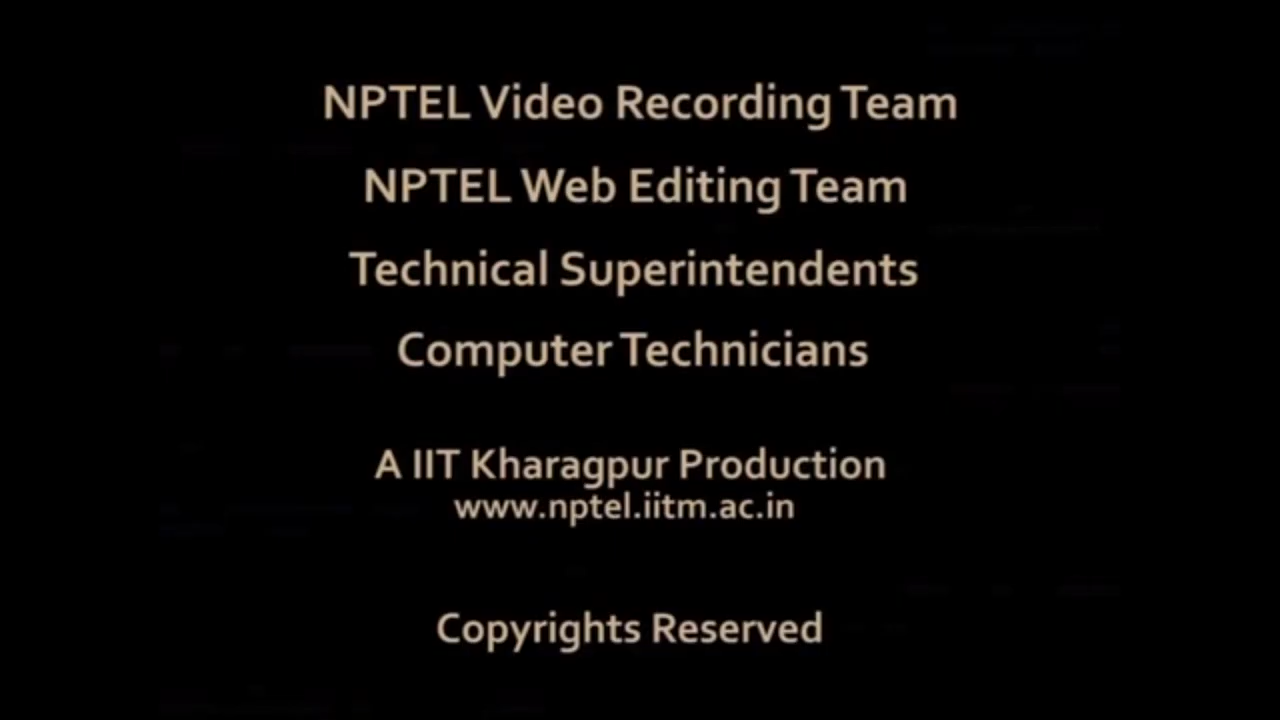 NPTEL Video Recording Team
NPTEL Web Editing Team
Technical Superintendents
Computer Technicians
A IIT Kharagpur Production
www.nptel.iitm.ac.in
Copyrights Reserved